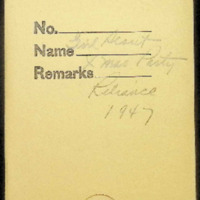 No.
Name
Remarks
Xmas Party
Reliance
1947